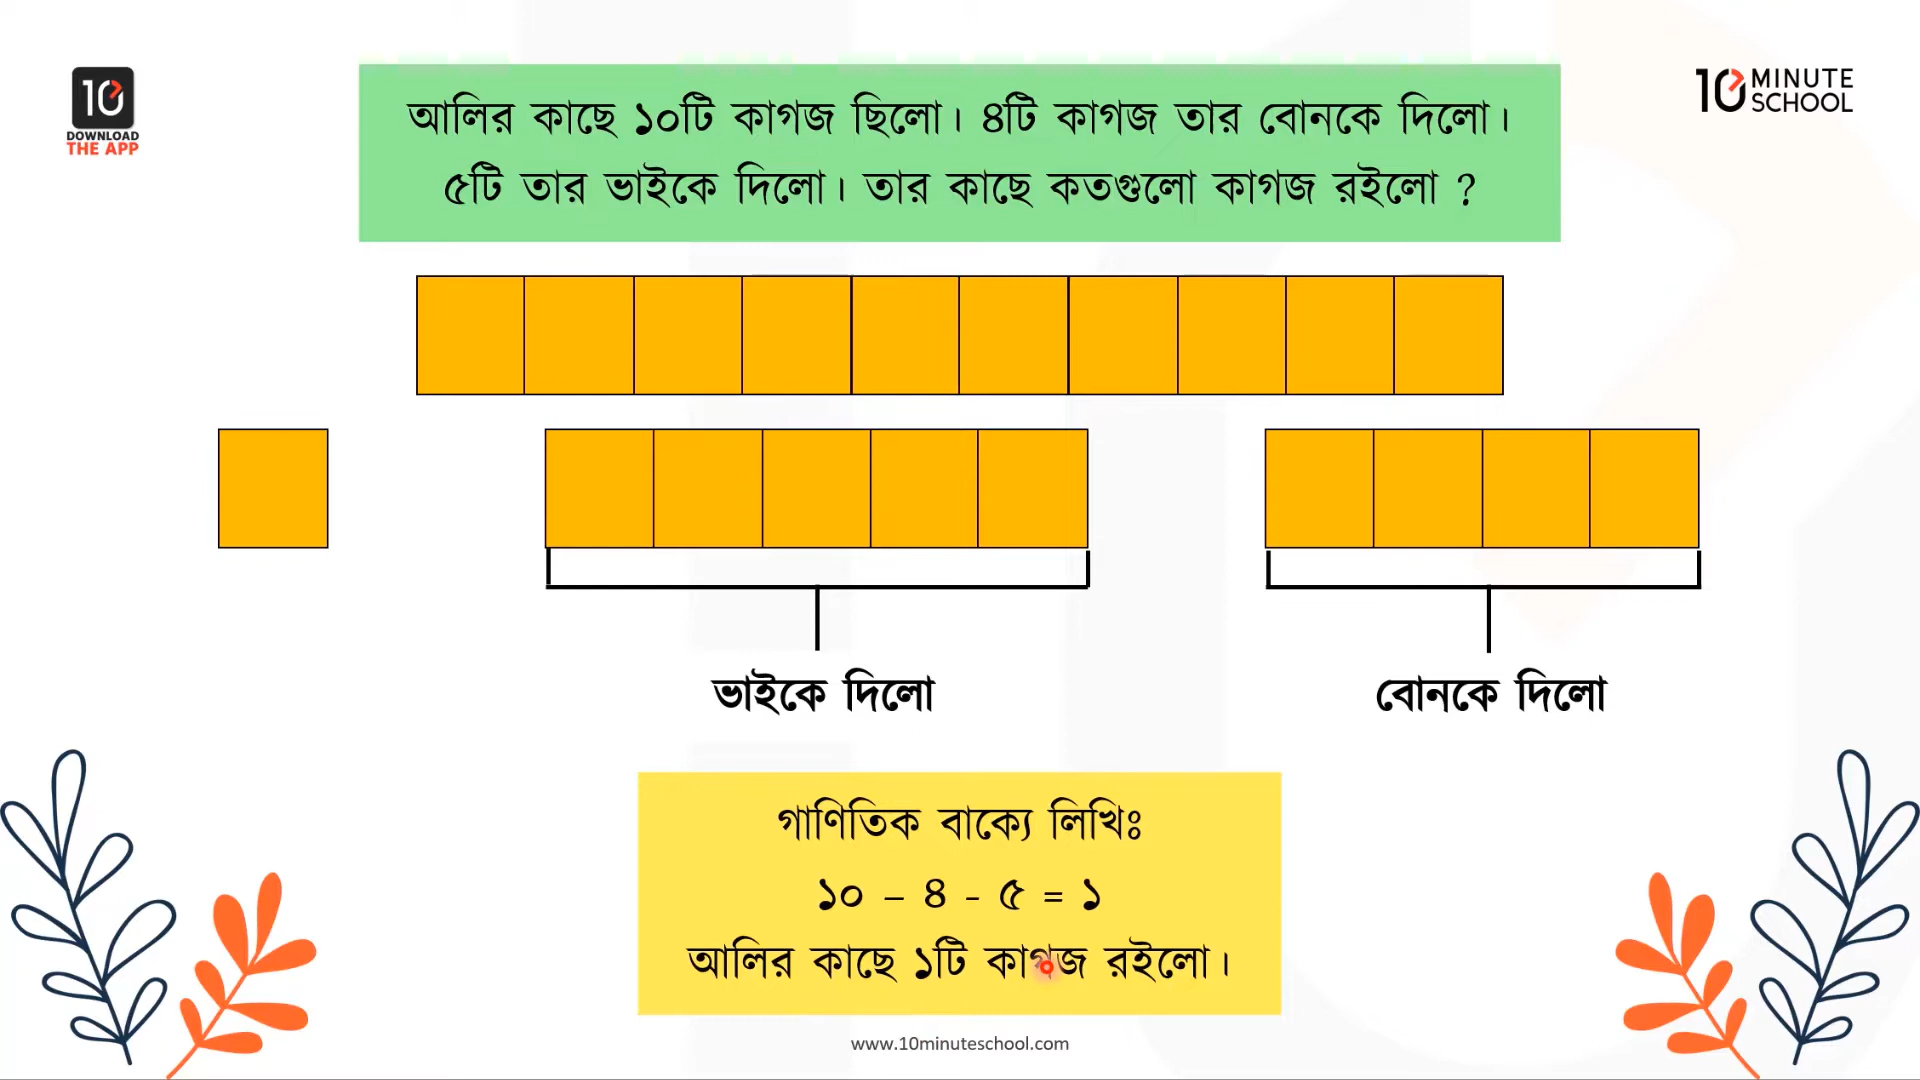 10
DOWNLOAD
THE APP
10 MINUTE
SCHOOL
আলির কাছে ১০টি কাগজ ছিলো। ৪টি কাগজ তার বোনকে দিলো।
৫টি তার ভাইকে দিলো। তার কাছে কতগুলো কাগজ রইলো ?
ভাইকে দিলো
বোনকে দিলো
গাণিতিক বাক্যে লিখিঃ
১০ – ৪ - ৫ = ১
আলির কাছে ১টি কাগজ রইলো।
www.10minuteschool.com